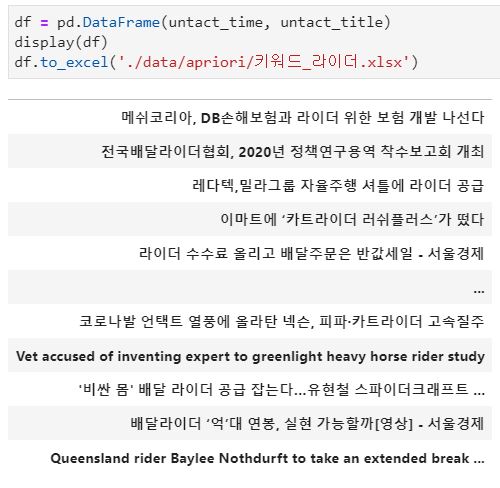 df = pd.DataFrame(untact_time, untact_title)
display(df)
df.to_excel('./data/apriori/키워드_라이더.xlsx')
메쉬코리아, DB손해보험과 라이더 위한 보험 개발 나선다
전국배달라이더협회, 2020년 정책연구용역 착수보고회 개최
레다텍,밀라그룹 자율주행 셔틀에 라이더 공급
이마트에 ‘카트라이더 러쉬플러스’가 떴다
라이더 수수료 올리고 배달주문은 반값세일 - 서울경제
...
코로나발 언택트 열풍에 올라탄 넥슨, 피파·카트라이더 고속질주
Vet accused of inventing expert to greenlight heavy horse rider study
'비싼 몸' 배달 라이더 공급 잡는다...유현철 스파이더크래프트 ...
배달라이더 ‘억’대 연봉, 실현 가능할까[영상] - 서울경제
Queensland rider Baylee Nothdurft to take an extended break ...